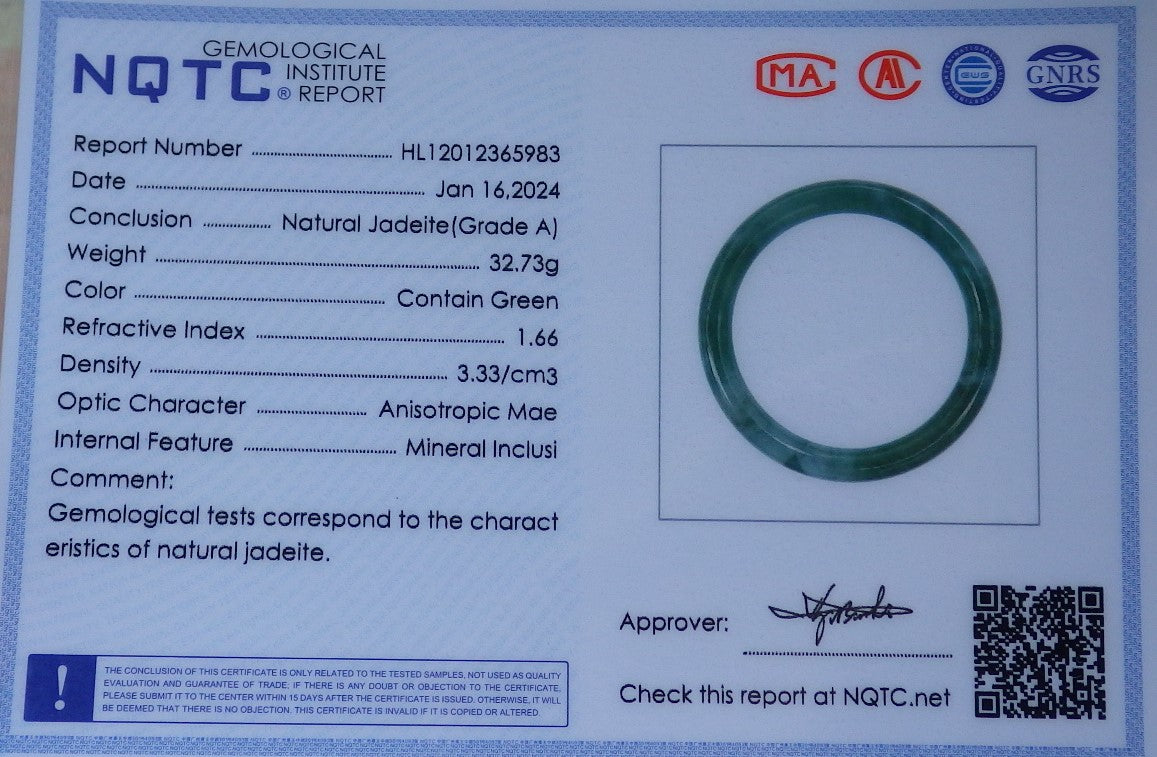 NQTC® GEMOLOGICAL
INSTITUTE
REPORT
MA
GNRS
Report Number ........ HL12012365983
Date ........ Jan 16,2024
Conclusion ........ Natural Jadeite(Grade A)
Weight ........ 32.73g
Color ........ Contain Green
Refractive Index ........ 1.66
Density ........ 3.33/cm3
Optic Character ........ Anisotropic Mae
Internal Feature ........ Mineral Inclusi
Comment:
Gemological tests correspond to the charact
eristics of natural jadeite.
Approver:
Check this report at NQTC.net
!
THE CONCLUSION OF THIS CERTIFICATE IS ONLY RELATED TO THE TESTED SAMPLES, NOT USED AS QUALITY
EVALUATION AND GUARANTEE OF TRADE; IF THERE IS ANY DOUBT OR OBJECTION TO THE CERTIFICATE,
PLEASE SUBMIT IT TO THE CENTER WITHIN 15 DAYS AFTER THE CERTIFICATE IS ISSUED. OTHERWISE, IT WILL
BE DEEMED THAT THERE IS NO OBJECTION. THIS CERTIFICATE IS INVALID IF IT IS COPIED OR ALTERED.